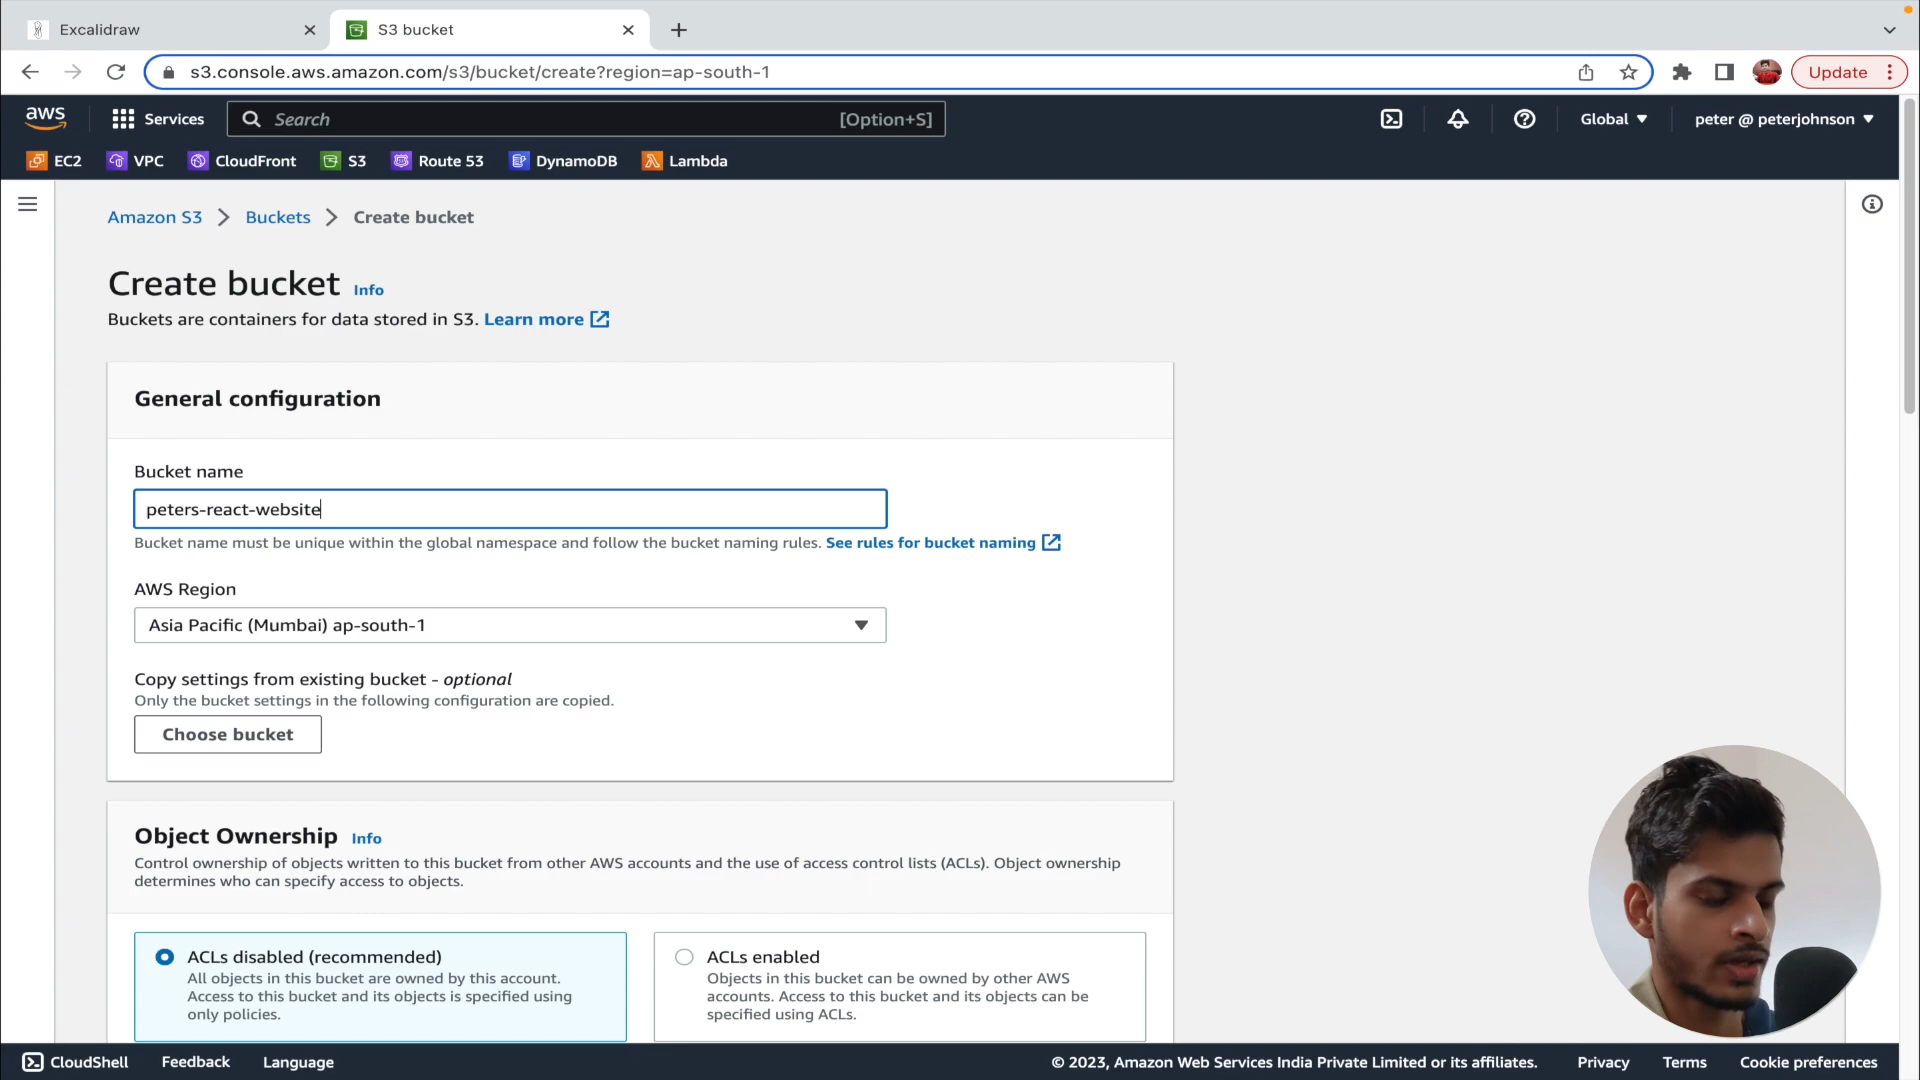 Excalidraw
S3 bucket
s3.console.aws.amazon.com/s3/bucket/create?region=ap-south-1
Update
aws
Services
Search
[Option+S]
Global
peter @ peterjohnson
EC2
VPC
CloudFront
S3
Route 53
DynamoDB
Lambda
Amazon S3
Buckets
Create bucket
Create bucket Info
Buckets are containers for data stored in S3. Learn more
General configuration
Bucket name
peters-react-website
Bucket name must be unique within the global namespace and follow the bucket naming rules. See rules for bucket naming
AWS Region
Asia Pacific (Mumbai) ap-south-1
Copy settings from existing bucket - optional
Only the bucket settings in the following configuration are copied.
Choose bucket
Object Ownership Info
Control ownership of objects written to this bucket from other AWS accounts and the use of access control lists (ACLs). Object ownership
determines who can specify access to objects.
ACLs disabled (recommended)
All objects in this bucket are owned by this account.
Access to this bucket and its objects is specified using
only policies.
ACLs enabled
Objects in this bucket can be owned by other AWS
accounts. Access to this bucket and its objects can be
specified using ACLs.
CloudShell
Feedback
Language
© 2023, Amazon Web Services India Private Limited or its affiliates.
Privacy
Terms
Cookie preferences